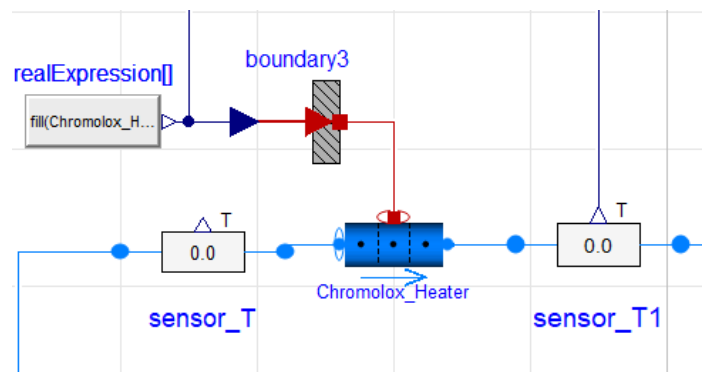 boundary3
realExpression[]
fill(Chromolox_H...
T
0.0
T
0.0
Chromolox_Heater
sensor_T
sensor_T1